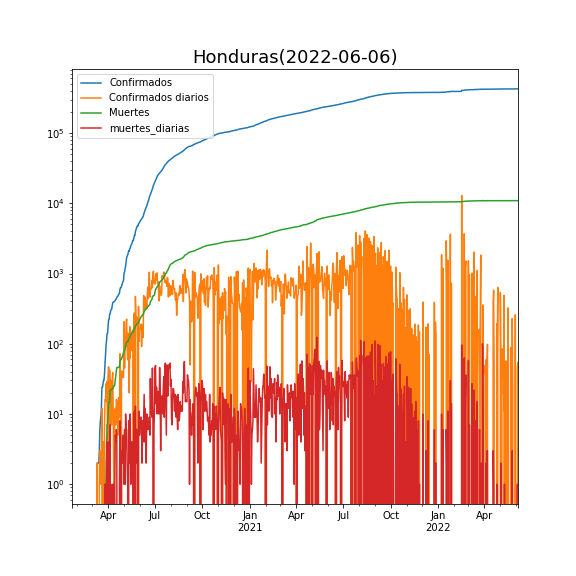 Honduras(2022-06-06)
Confirmados
Confirmados diarios
Muertes
muertes_diarias
10^5
10^4
10^3
10^2
10^1
10^0
Apr Jul Oct Jan Apr Jul Oct Jan Apr
2021 2022